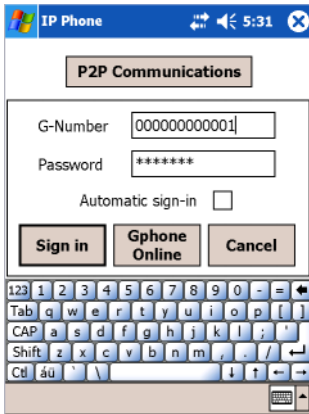 IP Phone 5:31
P2P Communications
G-Number 000000000001
Password *******
Automatic sign-in
Sign in Gphone Online Cancel
123 1 2 3 4 5 6 7 8 9 0 - =
Tab q w e r t y u i o p [ ]
CAP a s d f g h j k l ; '
Shift z x c v b n m , . /
Ctl áü ` \